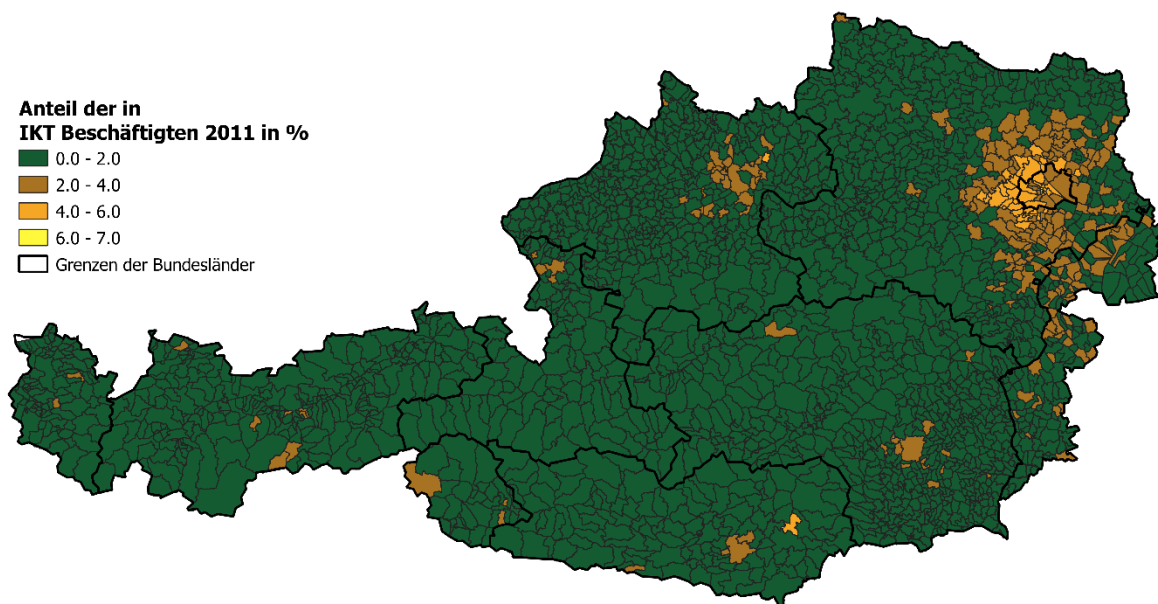 Anteil der in
IKT Beschäftigten 2011 in %
0.0 - 2.0
2.0 - 4.0
4.0 - 6.0
6.0 - 7.0
Grenzen der Bundesländer